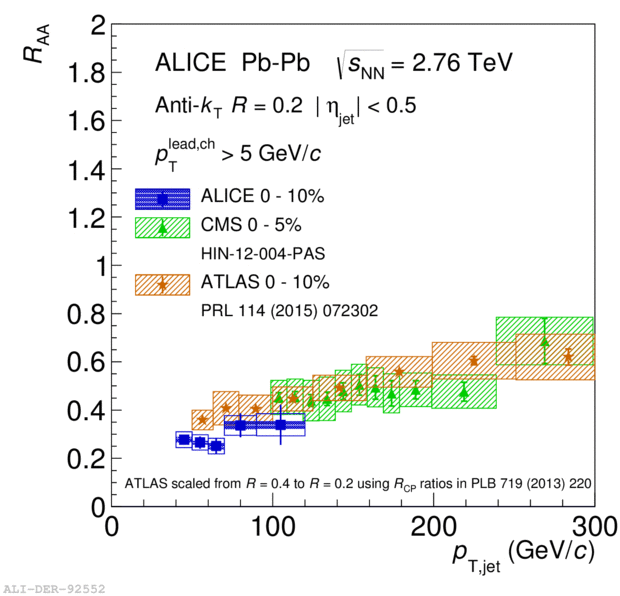 R_AA
2
1.8
1.6
1.4
1.2
1
0.8
0.6
0.4
0.2
0
ALICE Pb-Pb √s_NN = 2.76 TeV
Anti-k_T R = 0.2 | η_jet | < 0.5
p_T^lead,ch > 5 GeV/c
ALICE 0 - 10%
CMS 0 - 5%
HIN-12-004-PAS
ATLAS 0 - 10%
PRL 114 (2015) 072302
ATLAS scaled from R = 0.4 to R = 0.2 using R_CP ratios in PLB 719 (2013) 220
0 100 200 300
p_T,jet (GeV/c)
ALI-DER-92552